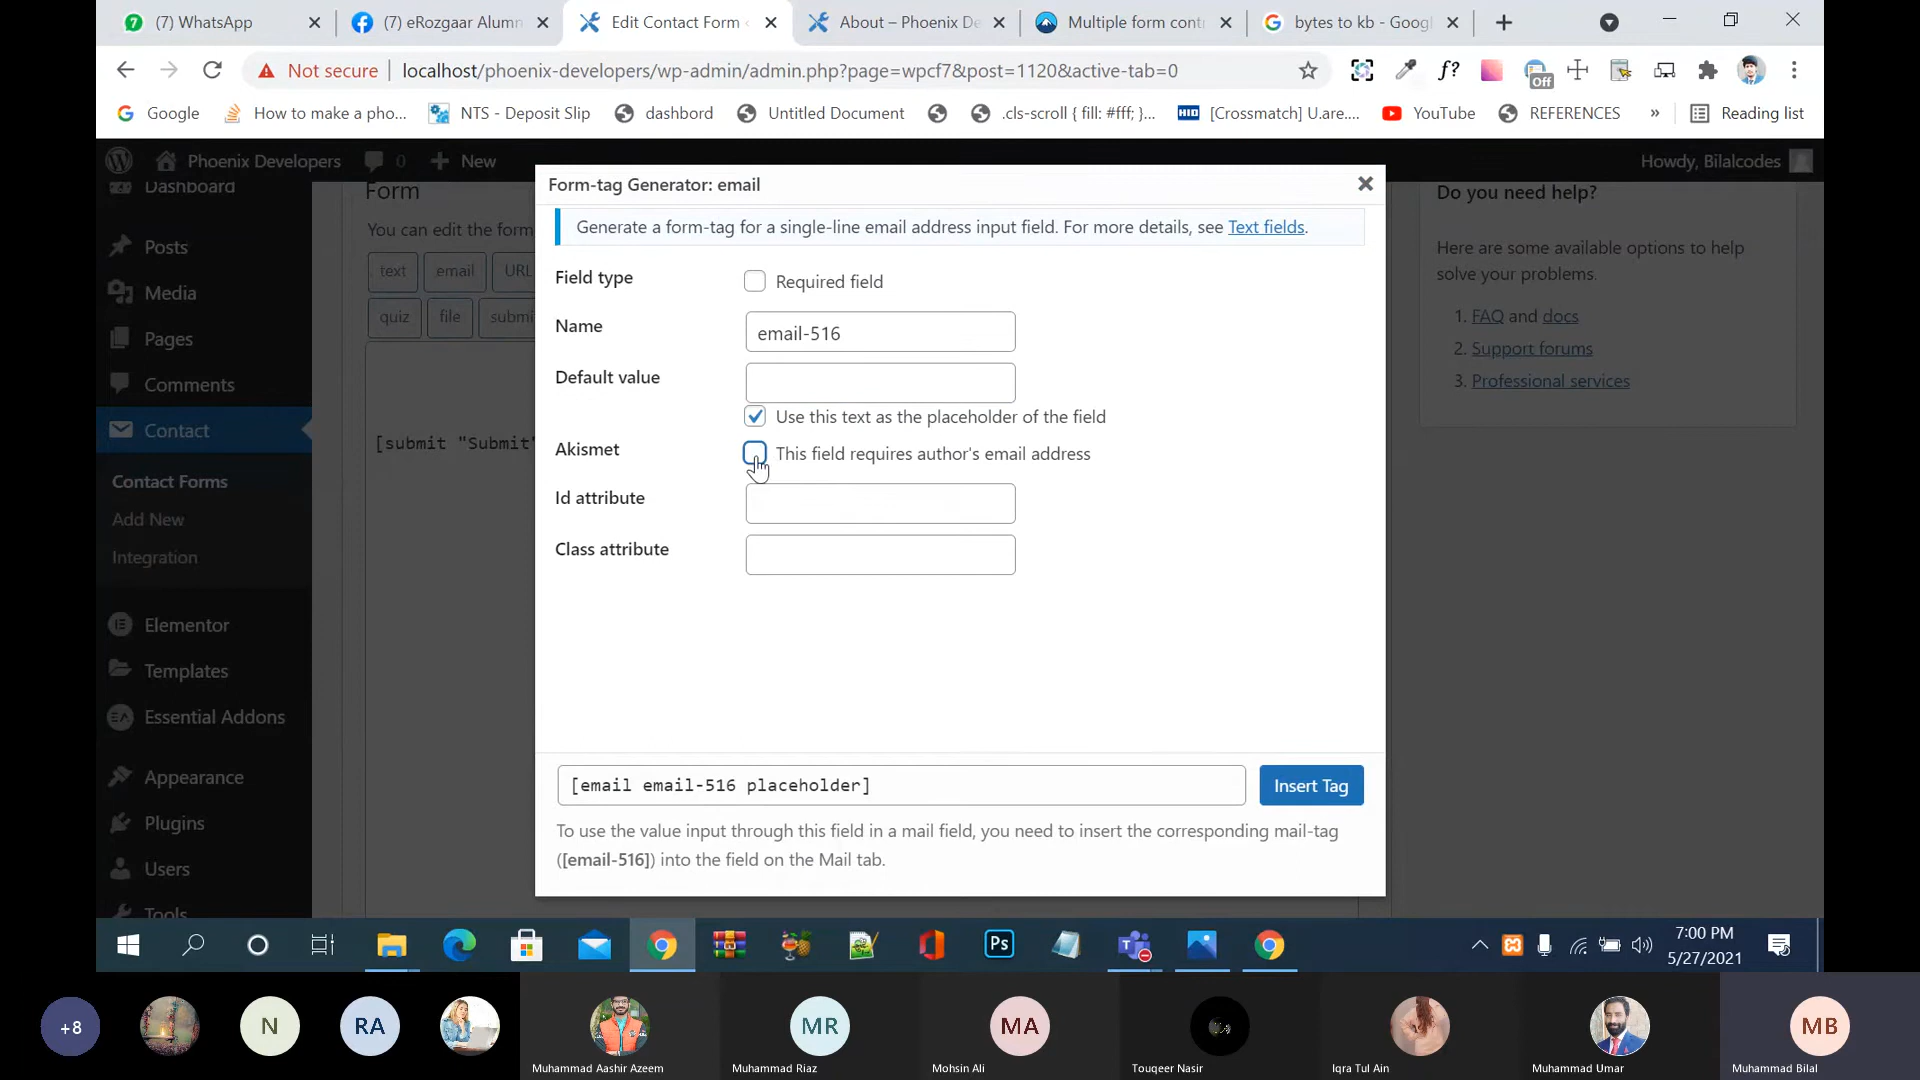 (7) WhatsApp
(7) eRozgaar Alumn
Edit Contact Form
About – Phoenix De
Multiple form cont
bytes to kb - Googl
Not secure
localhost/phoenix-developers/wp-admin/admin.php?page=wpcf7&post=1120&active-tab=0
f?
Off
Google
How to make a pho...
NTS - Deposit Slip
dashbord
Untitled Document
.cls-scroll { fill: #fff; }...
HID
[Crossmatch] U.are....
YouTube
REFERENCES
»
Reading list
Phoenix Developers
0
New
Howdy, Bilalcodes
Dashboard
Posts
Media
Pages
Comments
Contact
Contact Forms
Add New
Integration
Elementor
Templates
Essential Addons
Appearance
Plugins
Users
Tools
Form
You can edit the form
text
email
URL
quiz
file
submi
[submit "Submit"
Form-tag Generator: email
Generate a form-tag for a single-line email address input field. For more details, see Text fields.
Field type
Required field
Name
email-516
Default value
Use this text as the placeholder of the field
Akismet
This field requires author's email address
Id attribute
Class attribute
[email email-516 placeholder]
Insert Tag
To use the value input through this field in a mail field, you need to insert the corresponding mail-tag
([email-516]) into the field on the Mail tab.
Do you need help?
Here are some available options to help
solve your problems.
1. FAQ and docs
2. Support forums
3. Professional services
Ps
7:00 PM
5/27/2021
+8
N
RA
Muhammad Aashir Azeem
MR
Muhammad Riaz
MA
Mohsin Ali
Touqeer Nasir
Iqra Tul Ain
Muhammad Umar
MB
Muhammad Bilal